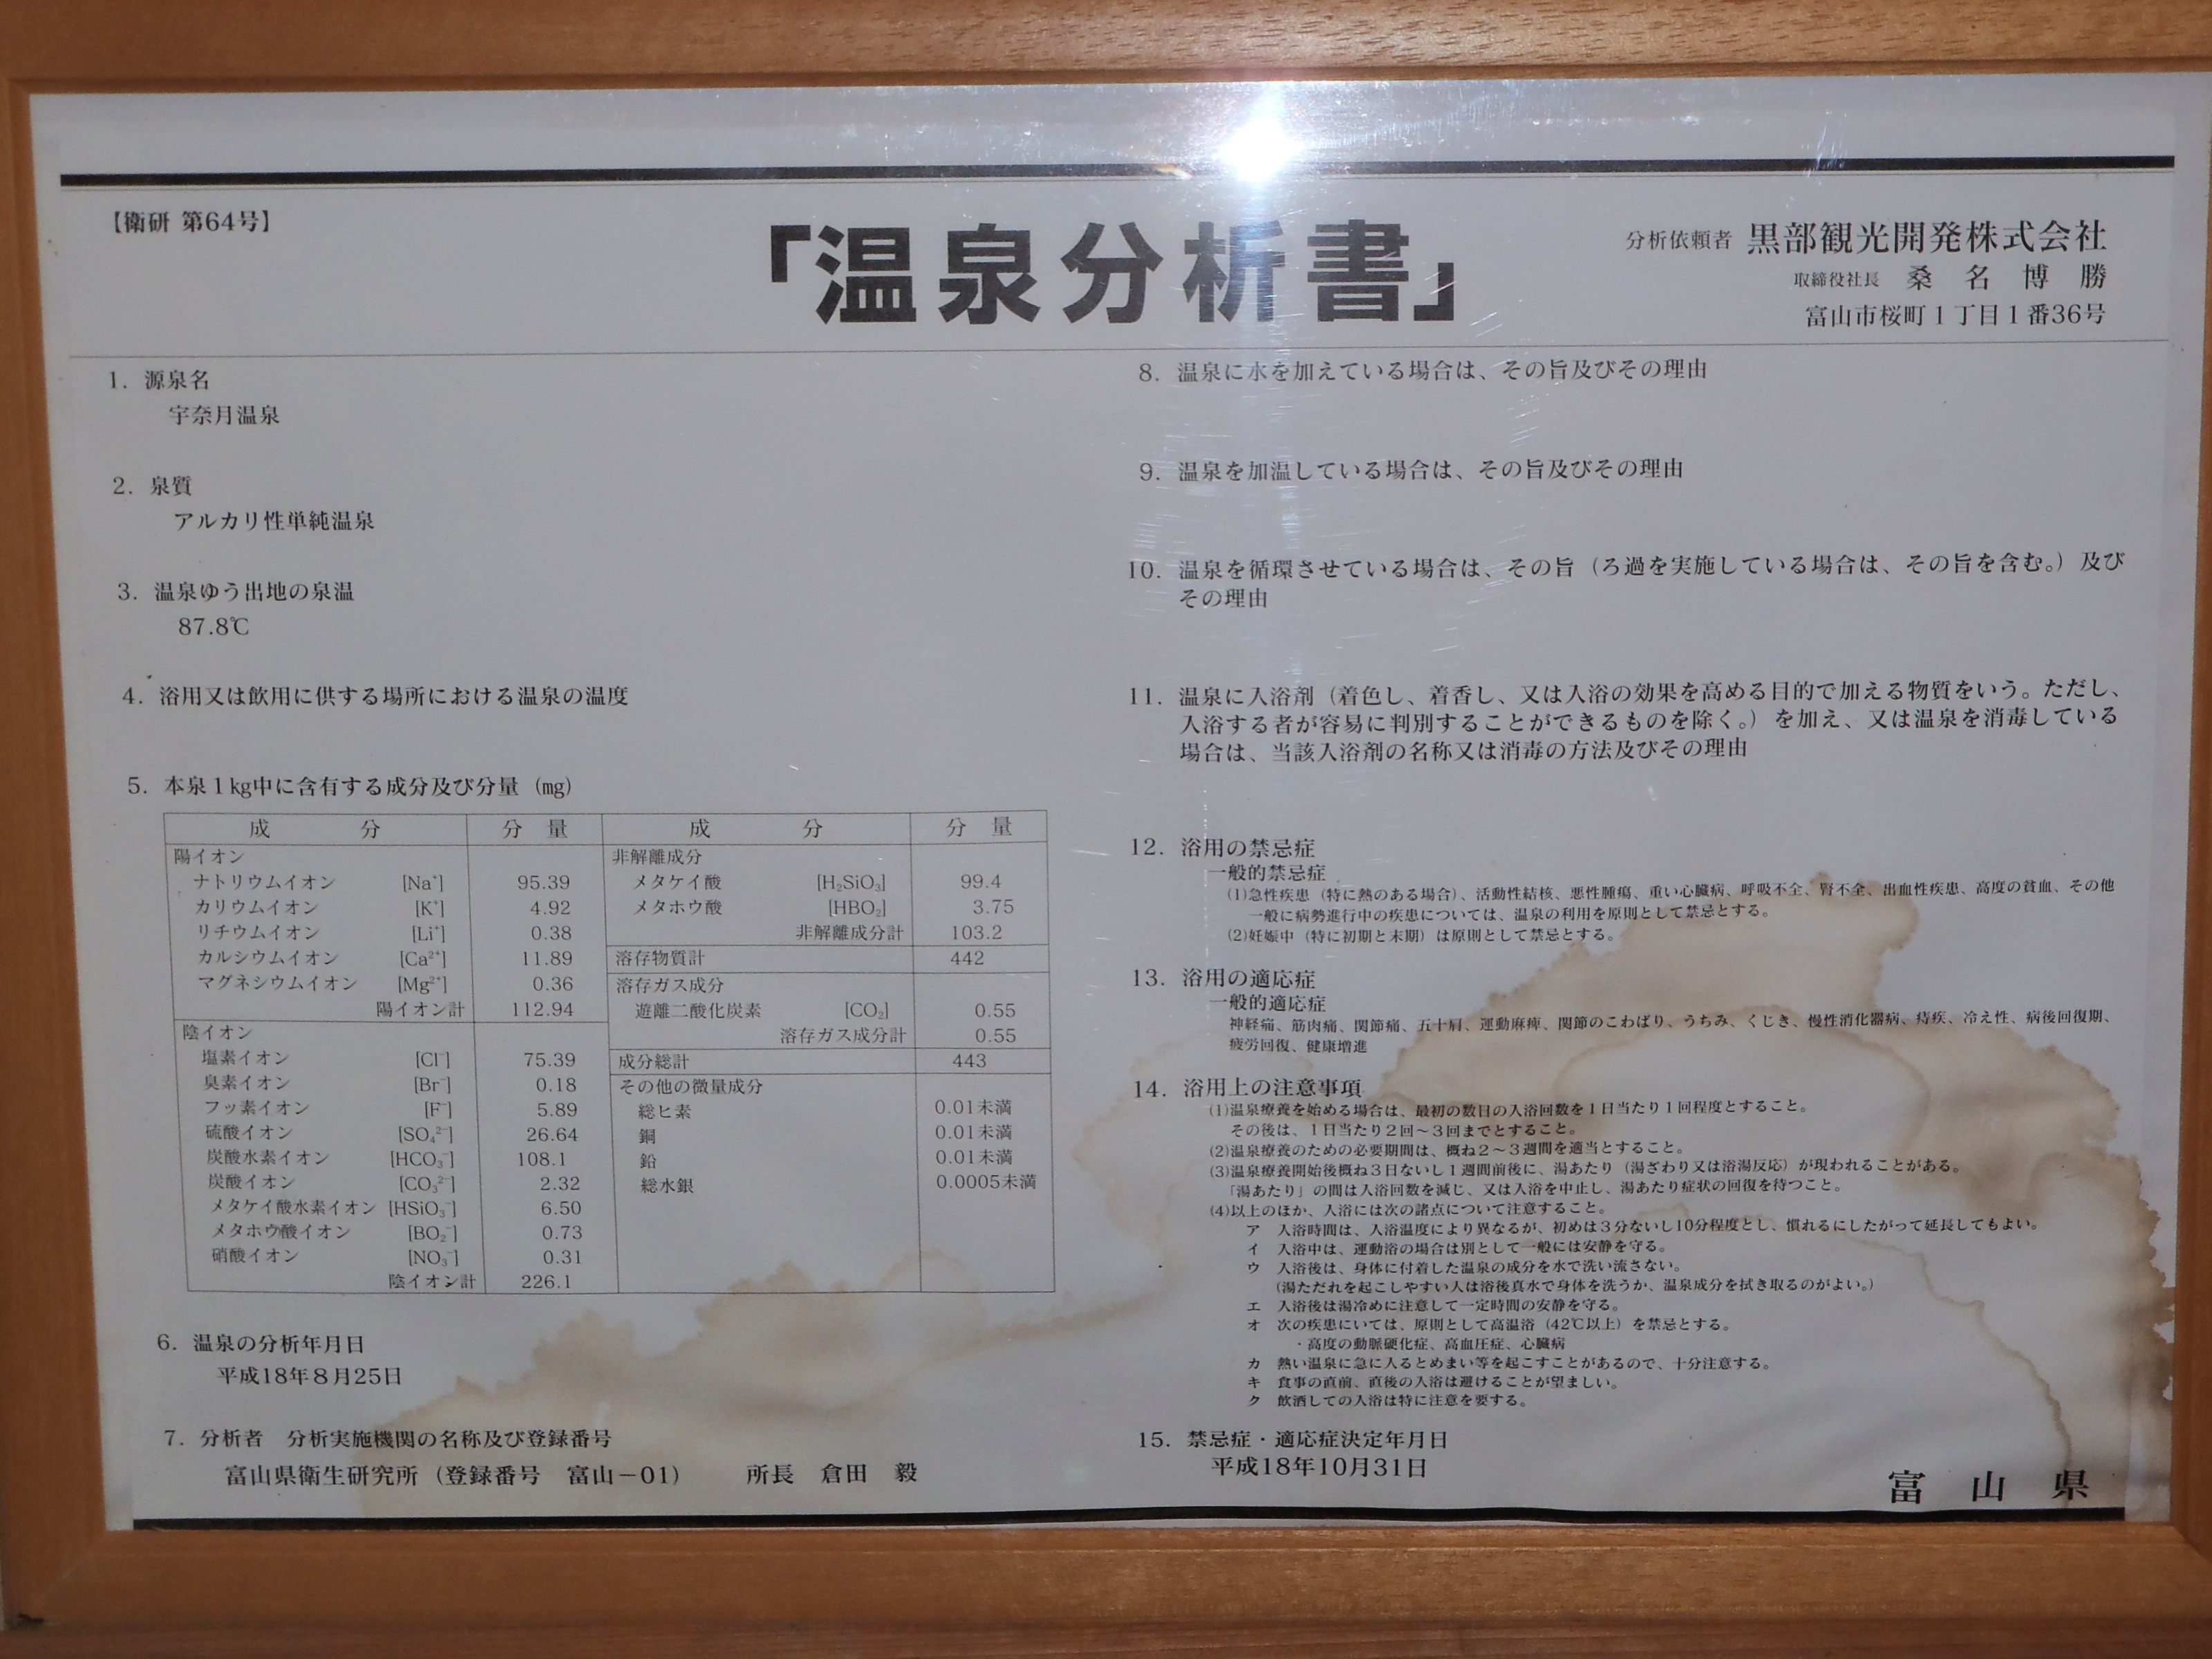 【衛研 第64号】
「温泉分析書」
分析依頼者 黒部観光開発株式会社
取締役社長 桑名博勝
富山市桜町1丁目1番36号
1. 源泉名
宇奈月温泉
2. 泉質
アルカリ性単純温泉
3. 温泉ゆう出地の泉温
87.8℃
4. 浴用又は飲用に供する場所における温泉の温度
5. 本泉1kg中に含有する成分及び分量（mg）
成分 分量 成分 分量
陽イオン 非解離成分
ナトリウムイオン [Na⁺] 95.39 メタケイ酸 [H₂SiO₃] 99.4
カリウムイオン [K⁺] 4.92 メタホウ酸 [HBO₂] 3.75
リチウムイオン [Li⁺] 0.38 非解離成分計 103.2
カルシウムイオン [Ca²⁺] 11.89 溶存物質計 442
マグネシウムイオン [Mg²⁺] 0.36 溶存ガス成分
陽イオン計 112.94 遊離二酸化炭素 [CO₂] 0.55
陰イオン 溶存ガス成分計 0.55
塩素イオン [Cl⁻] 75.39 成分総計 443
臭素イオン [Br⁻] 0.18 その他の微量成分
フッ素イオン [F⁻] 5.89 総ヒ素 0.01未満
硫酸イオン [SO₄²⁻] 26.64 銅 0.01未満
炭酸水素イオン [HCO₃⁻] 108.1 鉛 0.01未満
炭酸イオン [CO₃²⁻] 2.32 総水銀 0.0005未満
メタケイ酸水素イオン [HSiO₃⁻] 6.50
メタホウ酸イオン [BO₂⁻] 0.73
硝酸イオン [NO₃⁻] 0.31
陰イオン計 226.1
6. 温泉の分析年月日
平成18年8月25日
7. 分析者 分析実施機関の名称及び登録番号
富山県衛生研究所（登録番号 富山－01） 所長 倉田 毅
8. 温泉に水を加えている場合は、その旨及びその理由
9. 温泉を加温している場合は、その旨及びその理由
10. 温泉を循環させている場合は、その旨（ろ過を実施している場合は、その旨を含む。）及び
その理由
11. 温泉に入浴剤（着色し、着香し、又は入浴の効果を高める目的で加える物質をいう。ただし、
入浴する者が容易に判別することができるものを除く。）を加え、又は温泉を消毒している
場合は、当該入浴剤の名称又は消毒の方法及びその理由
12. 浴用の禁忌症
一般的禁忌症
(1)急性疾患（特に熱のある場合）、活動性結核、悪性腫瘍、重い心臓病、呼吸不全、腎不全、出血性疾患、高度の貧血、その他
一般に病勢進行中の疾患については、温泉の利用を原則として禁忌とする。
(2)妊娠中（特に初期と末期）は原則として禁忌とする。
13. 浴用の適応症
一般的適応症
神経痛、筋肉痛、関節痛、五十肩、運動麻痺、関節のこわばり、うちみ、くじき、慢性消化器病、痔疾、冷え性、病後回復期、
疲労回復、健康増進
14. 浴用上の注意事項
(1)温泉療養を始める場合は、最初の数日の入浴回数を1日当たり1回程度とすること。
その後は、1日当たり2回～3回までとすること。
(2)温泉療養のための必要期間は、概ね2～3週間を適当とすること。
(3)温泉療養開始後概ね3日ないし1週間前後に、湯あたり（湯ざわり又は浴湯反応）が現われることがある。
「湯あたり」の間は入浴回数を減じ、又は入浴を中止し、湯あたり症状の回復を待つこと。
(4)以上のほか、入浴には次の諸点について注意すること。
ア 入浴時間は、入浴温度により異なるが、初めは3分ないし10分程度とし、慣れるにしたがって延長してもよい。
イ 入浴中は、運動浴の場合は別として一般には安静を守る。
ウ 入浴後は、身体に付着した温泉の成分を水で洗い流さない。
（湯ただれを起こしやすい人は浴後真水で身体を洗うか、温泉成分を拭き取るのがよい。）
エ 入浴後は湯冷めに注意して一定時間の安静を守る。
オ 次の疾患にいては、原則として高温浴（42℃以上）を禁忌とする。
・高度の動脈硬化症、高血圧症、心臓病
カ 熱い温泉に急に入るとめまい等を起こすことがあるので、十分注意する。
キ 食事の直前、直後の入浴は避けることが望ましい。
ク 飲酒しての入浴は特に注意を要する。
15. 禁忌症・適応症決定年月日
平成18年10月31日
富山県